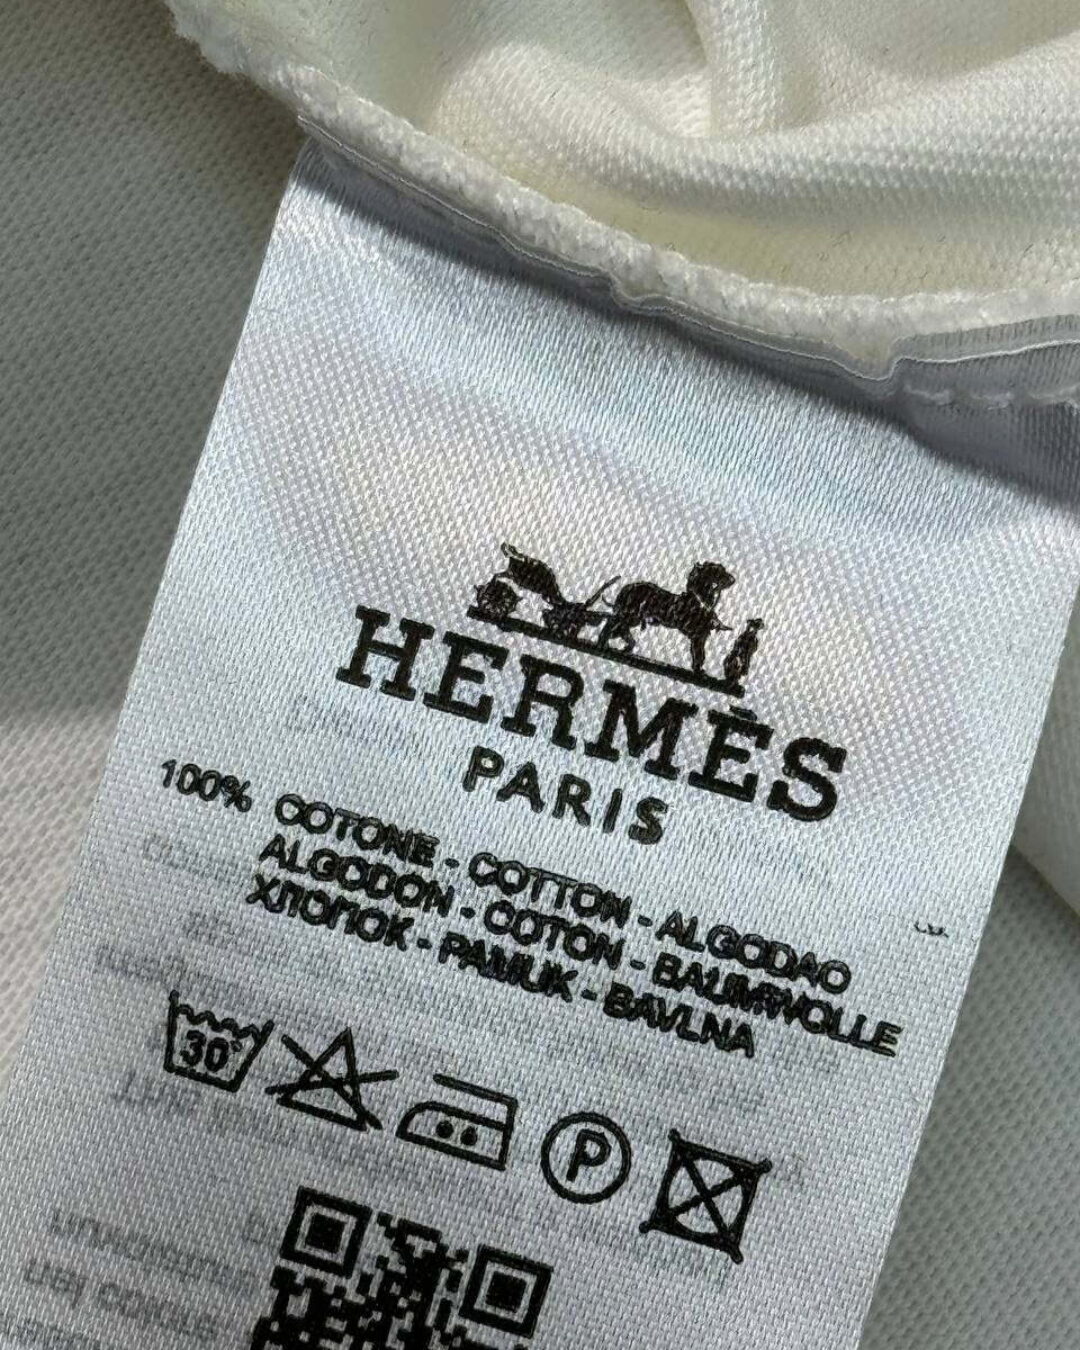 HERMÈS
PARIS
100% COTONE - COTTON - ALGODAO
ALGODON - COTON - BAUMWOLLE
ХЛОПОК - PAMUK - BAVLNA
30°
P